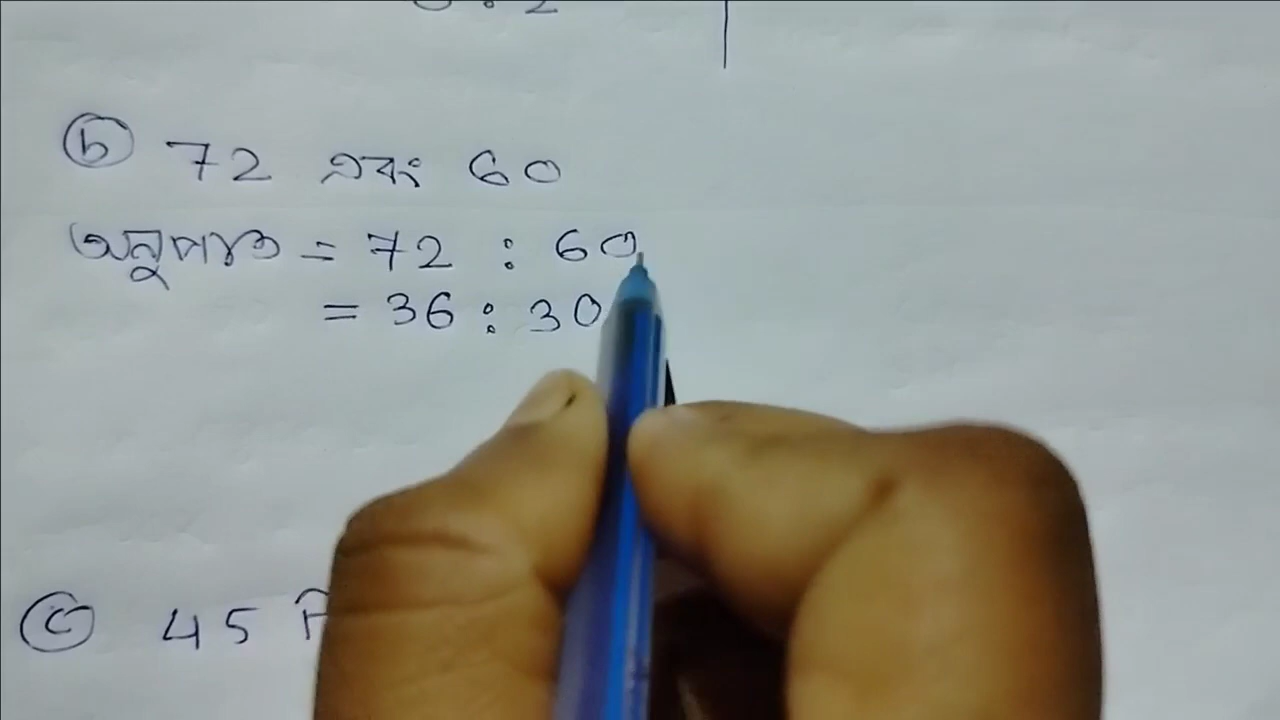 ⓑ 72 এবং 60
অনুপাত = 72 : 60
= 36 : 30
ⓒ 45